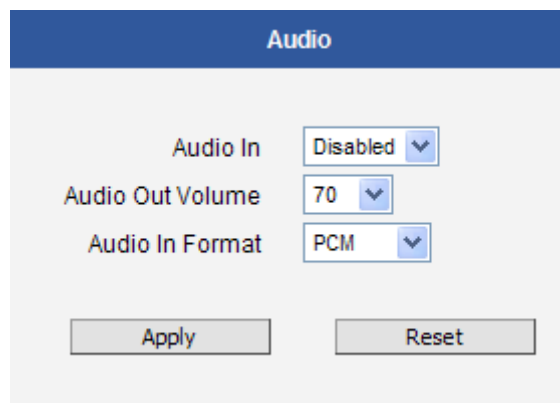 Audio
Audio In Disabled
Audio Out Volume 70
Audio In Format PCM
Apply Reset